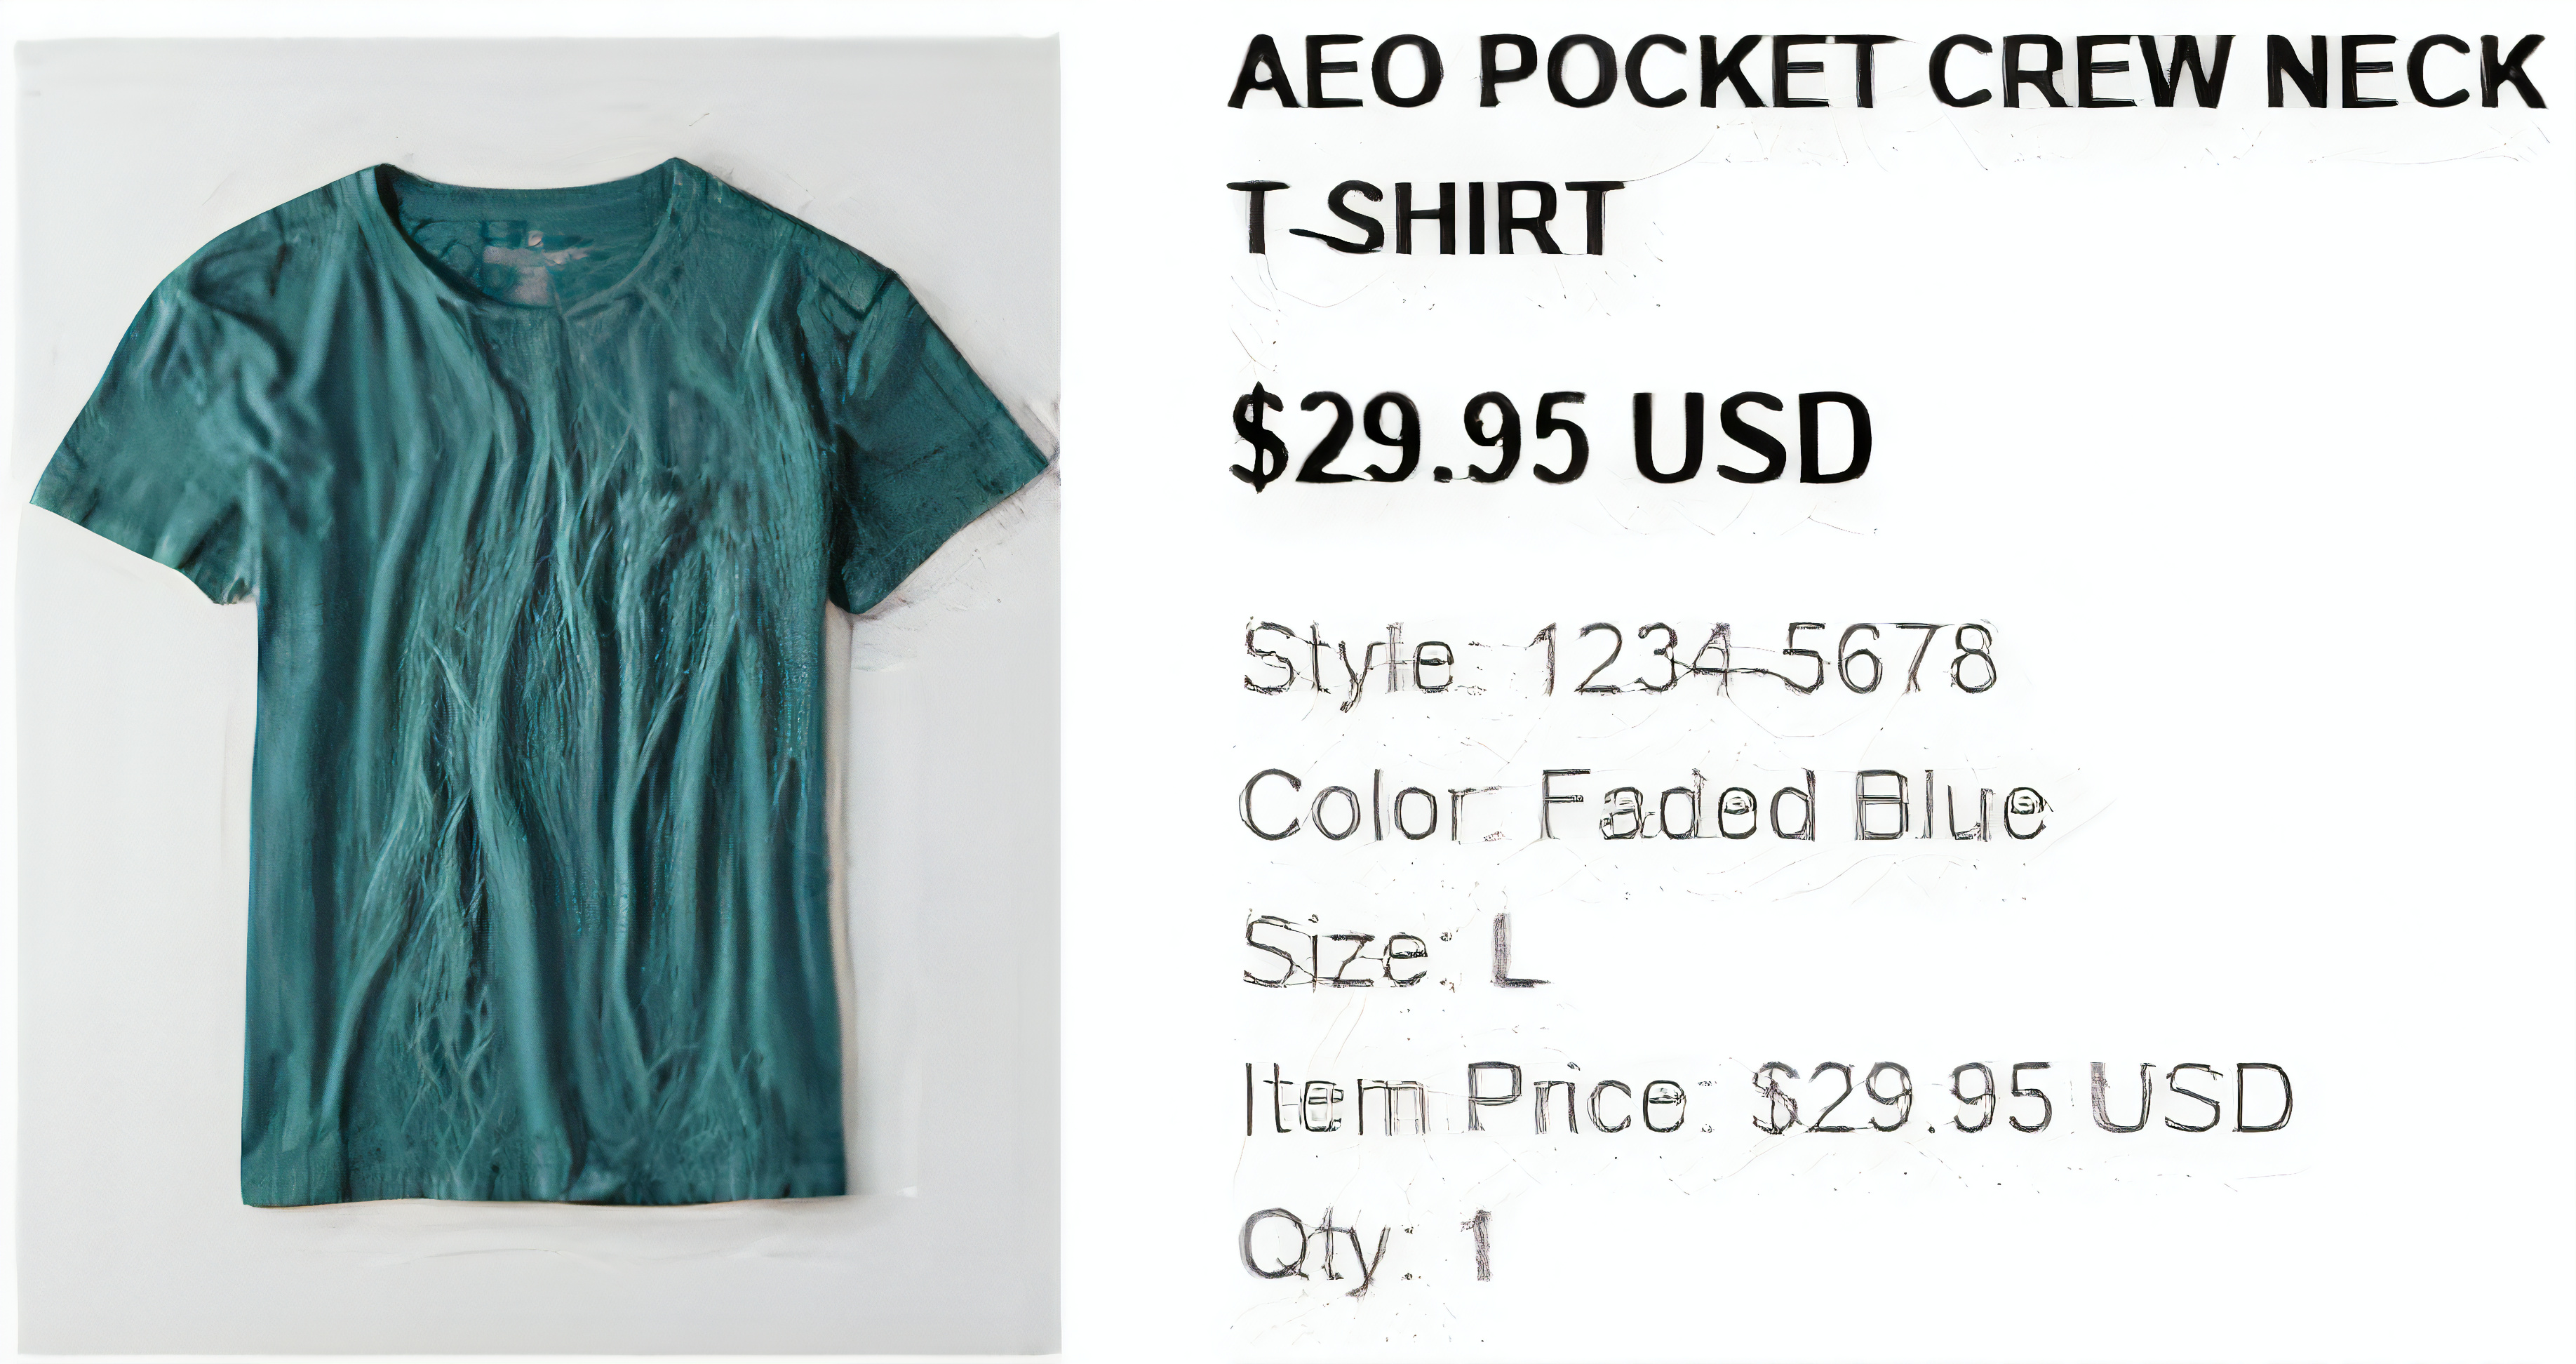 AEO POCKET CREW NECK
T-SHIRT
$29.95 USD
Style: 1234-5678
Color: Faded Blue
Size: L
Item Price: $29.95 USD
Qty: 1